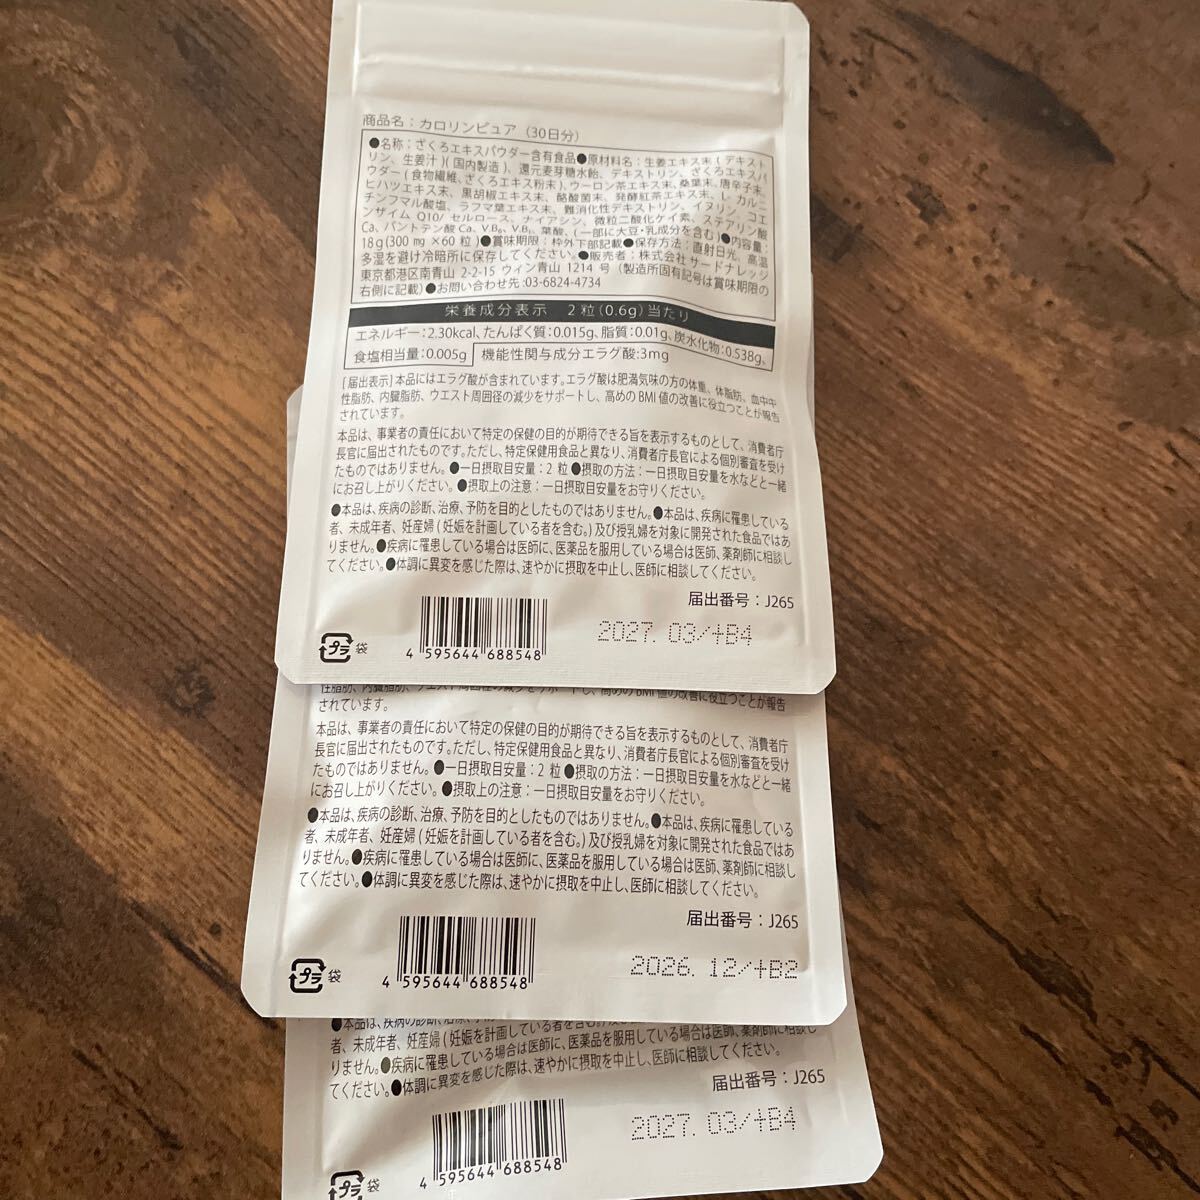 商品名：カロリンピュア（30日分）
●名称：ざくろエキスパウダー含有食品●原材料名：生姜エキス末（デキスト
リン、生姜汁）（国内製造）、還元麦芽糖水飴、デキストリン、ざくろエキスパ
ウダー（食物繊維、ざくろエキス粉末）、ウーロン茶エキス末、桑葉末、唐辛子末、
ヒハツエキス末、黒胡椒エキス末、酪酸菌末、発酵紅茶エキス末、L-カルニ
チンフマル酸塩、ラフマ葉エキス末、難消化性デキストリン、イヌリン、コエ
ンザイムQ10/セルロース、ナイアシン、微粒二酸化ケイ素、ステアリン酸
Ca、パントテン酸Ca、V.B₆、V.B₁、葉酸、（一部に大豆・乳成分を含む）●内容量：
18g（300mg×60粒）●賞味期限：枠外下部記載●保存方法：直射日光、高温
多湿を避け冷暗所に保存してください。●販売者：株式会社サードナレッジ
東京都港区南青山2-2-15 ウィン青山1214号（製造所固有記号は賞味期限の
右側に記載）●お問い合わせ先:03-6824-4734
栄養成分表示　2粒（0.6g）当たり
エネルギー：2.30kcal、たんぱく質：0.015g、脂質：0.01g、炭水化物：0.538g、
食塩相当量：0.005g 機能性関与成分エラグ酸:3mg
[届出表示] 本品にはエラグ酸が含まれています。エラグ酸は肥満気味の方の体重、体脂肪、血中中
性脂肪、内臓脂肪、ウエスト周囲径の減少をサポートし、高めのBMI値の改善に役立つことが報告
されています。
本品は、事業者の責任において特定の保健の目的が期待できる旨を表示するものとして、消費者庁
長官に届出されたものです。ただし、特定保健用食品と異なり、消費者庁長官による個別審査を受け
たものではありません。●一日摂取目安量：2粒●摂取の方法：一日摂取目安量を水などと一緒
にお召し上がりください。●摂取上の注意：一日摂取目安量をお守りください。
●本品は、疾病の診断、治療、予防を目的としたものではありません。●本品は、疾病に罹患している
者、未成年者、妊産婦（妊娠を計画している者を含む。）及び授乳婦を対象に開発された食品ではあ
りません。●疾病に罹患している場合は医師に、医薬品を服用している場合は医師、薬剤師に相談し
てください。●体調に異変を感じた際は、速やかに摂取を中止し、医師に相談してください。
届出番号：J265
プラ 袋
4 595644 688548
2027. 03/+B4
性脂肪、内臓脂肪、ウエスト周囲径の減少をサポートし、高めのBMI値の改善に役立つことが報告
されています。
本品は、事業者の責任において特定の保健の目的が期待できる旨を表示するものとして、消費者庁
長官に届出されたものです。ただし、特定保健用食品と異なり、消費者庁長官による個別審査を受け
たものではありません。●一日摂取目安量：2粒●摂取の方法：一日摂取目安量を水などと一緒
にお召し上がりください。●摂取上の注意：一日摂取目安量をお守りください。
●本品は、疾病の診断、治療、予防を目的としたものではありません。●本品は、疾病に罹患している
者、未成年者、妊産婦（妊娠を計画している者を含む。）及び授乳婦を対象に開発された食品ではあ
りません。●疾病に罹患している場合は医師に、医薬品を服用している場合は医師、薬剤師に相談し
てください。●体調に異変を感じた際は、速やかに摂取を中止し、医師に相談してください。
届出番号：J265
プラ 袋
4 595644 688548
2026. 12/+B2
●本品は、疾病の診断、治療、
者、未成年者、妊産婦（妊娠を計画している者を含む。）及び
りません。●疾病に罹患している場合は医師に、医薬品を服用している場合は医師、薬剤師に相談し
てください。●体調に異変を感じた際は、速やかに摂取を中止し、医師に相談してください。
届出番号：J265
プラ 袋
4 595644 688548
2027. 03/+B4